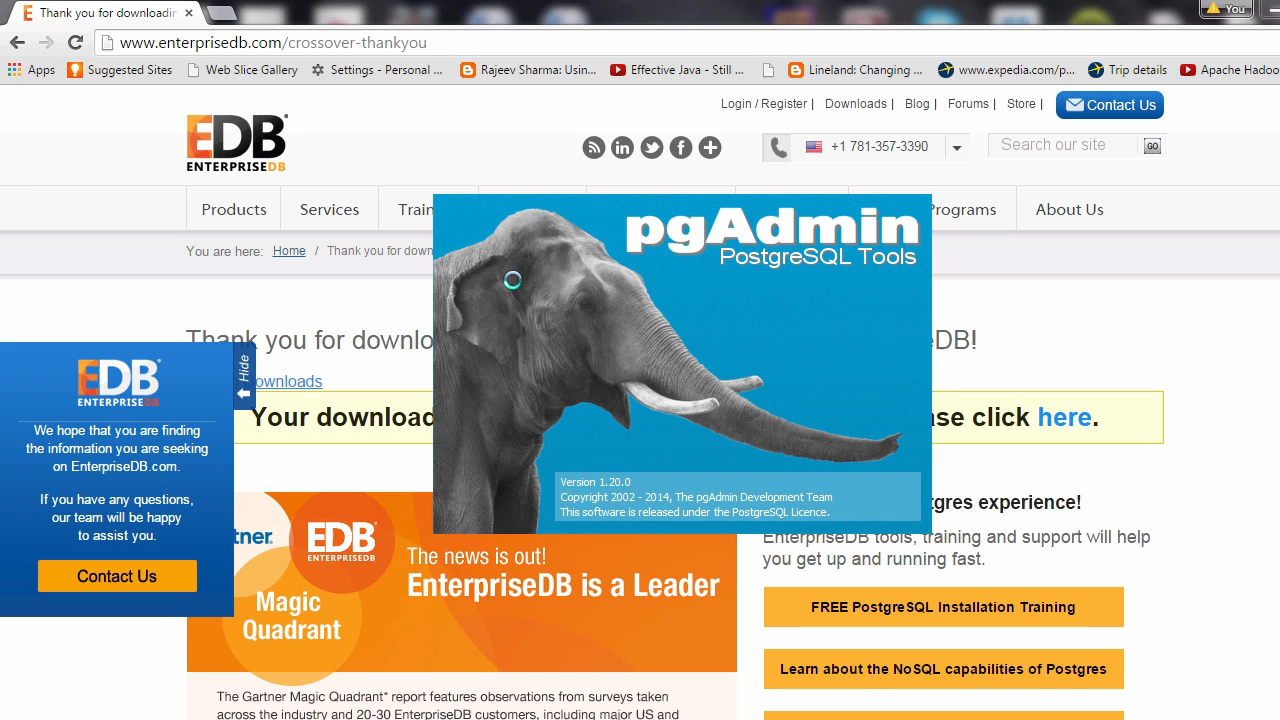 Thank you for downloadin
You
www.enterprisedb.com/crossover-thankyou
Apps Suggested Sites Web Slice Gallery Settings - Personal ... Rajeev Sharma: Usin... Effective Java - Still ... Lineland: Changing ... www.expedia.com/p... Trip details Apache Hadoo
Login / Register | Downloads | Blog | Forums | Store | Contact Us
EDB
ENTERPRISEDB
+1 781-357-3390
Search our site GO
Products Services Train Programs About Us
You are here: Home / Thank you for down
pgAdmin
PostgreSQL Tools
Thank you for downlo eDB!
ownloads
Your download ase click here.
Hide
EDB
ENTERPRISEDB
We hope that you are finding
the information you are seeking
on EnterpriseDB.com.
If you have any questions,
our team will be happy
to assist you.
Contact Us
Version 1.20.0
Copyright 2002 - 2014, The pgAdmin Development Team
This software is released under the PostgreSQL Licence.
tner.
EDB
ENTERPRISEDB
Magic
Quadrant
The news is out!
EnterpriseDB is a Leader
The Gartner Magic Quadrant* report features observations from surveys taken
across the industry and 20-30 EnterpriseDB customers, including major US and
tgres experience!
EnterpriseDB tools, training and support will help
you get up and running fast.
FREE PostgreSQL Installation Training
Learn about the NoSQL capabilities of Postgres